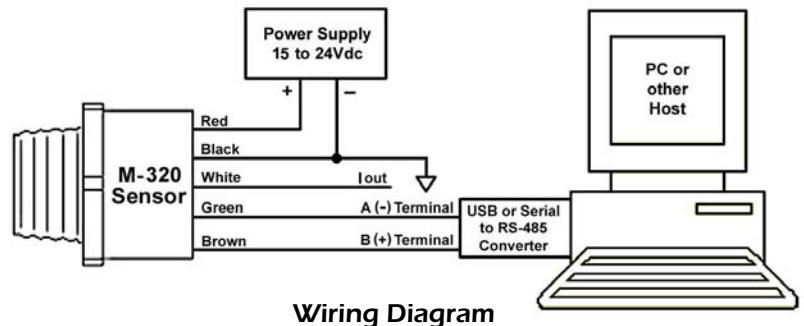 Power Supply
15 to 24Vdc
+
–
PC or
other
Host
Red
Black
M-320
Sensor
White
Iout
Green
A (-) Terminal
Brown
B (+) Terminal
USB or Serial
to RS-485
Converter
Wiring Diagram